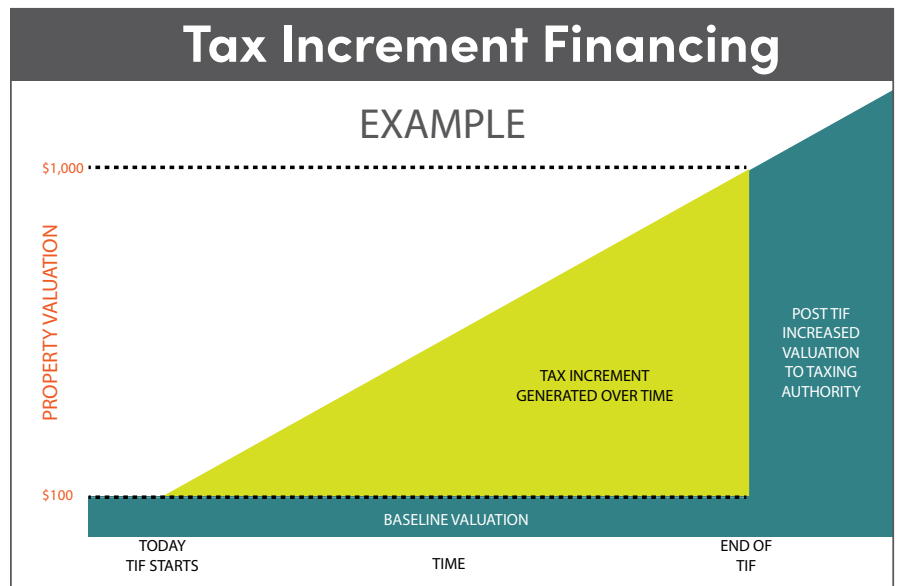 Tax Increment Financing
EXAMPLE
$1,000
PROPERTY VALUATION
POST TIF
INCREASED
VALUATION
TO TAXING
AUTHORITY
TAX INCREMENT
GENERATED OVER TIME
$100
BASELINE VALUATION
TODAY
TIF STARTS
TIME
END OF
TIF